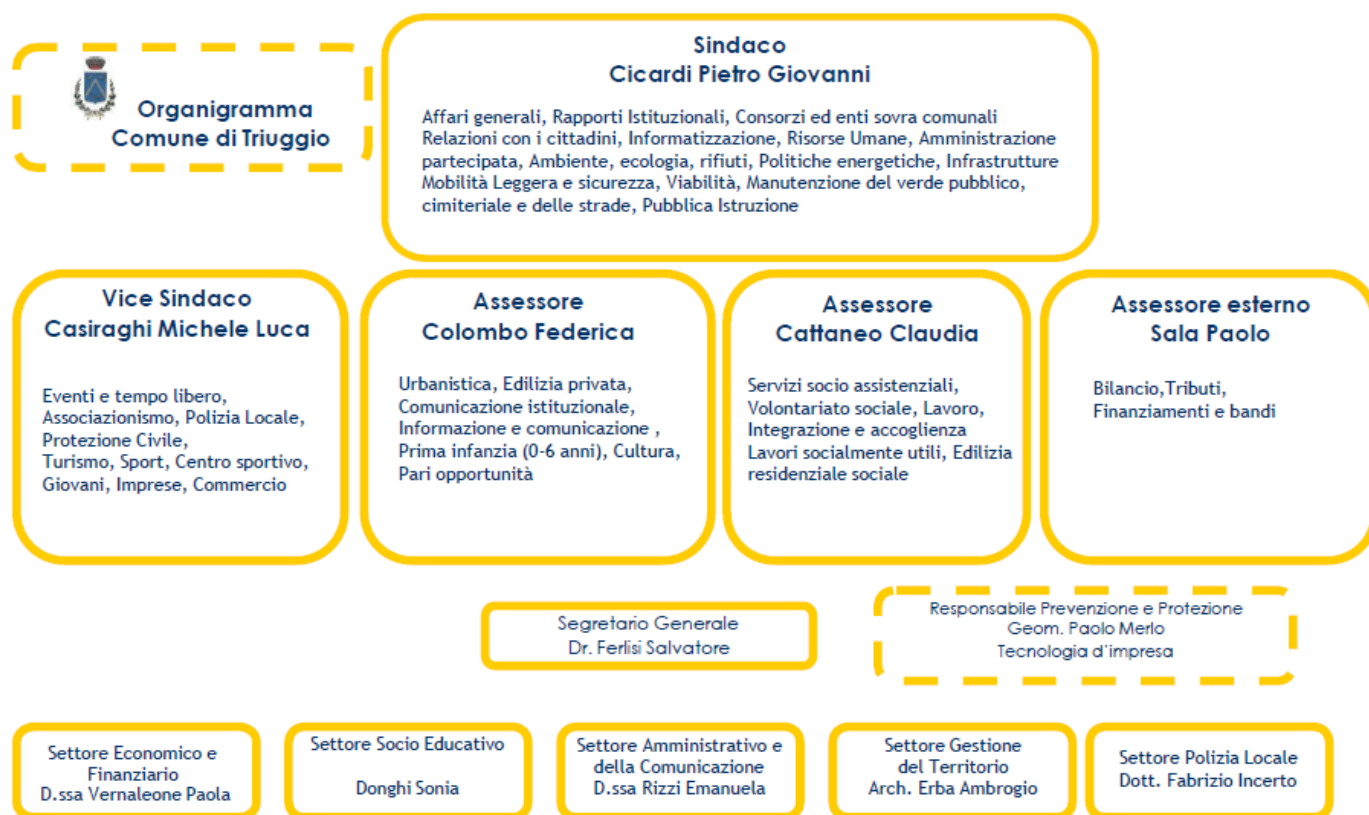 Organigramma
Comune di Triuggio
Sindaco
Cicardi Pietro Giovanni
Affari generali, Rapporti Istituzionali, Consorzi ed enti sovra comunali
Relazioni con i cittadini, Informatizzazione, Risorse Umane, Amministrazione
partecipata, Ambiente, ecologia, rifiuti, Politiche energetiche, Infrastrutture
Mobilità Leggera e sicurezza, Viabilità, Manutenzione del verde pubblico,
cimiteriale e delle strade, Pubblica Istruzione
Vice Sindaco
Casiraghi Michele Luca
Eventi e tempo libero,
Associazionismo, Polizia Locale,
Protezione Civile,
Turismo, Sport, Centro sportivo,
Giovani, Imprese, Commercio
Assessore
Colombo Federica
Urbanistica, Edilizia privata,
Comunicazione istituzionale,
Informazione e comunicazione ,
Prima infanzia (0-6 anni), Cultura,
Pari opportunità
Assessore
Cattaneo Claudia
Servizi socio assistenziali,
Volontariato sociale, Lavoro,
Integrazione e accoglienza
Lavori socialmente utili, Edilizia
residenziale sociale
Assessore esterno
Sala Paolo
Bilancio,Tributi,
Finanziamenti e bandi
Segretario Generale
Dr. Ferlisi Salvatore
Responsabile Prevenzione e Protezione
Geom. Paolo Merlo
Tecnologia d'impresa
Settore Economico e
Finanziario
D.ssa Vernaleone Paola
Settore Socio Educativo
Donghi Sonia
Settore Amministrativo e
della Comunicazione
D.ssa Rizzi Emanuela
Settore Gestione
del Territorio
Arch. Erba Ambrogio
Settore Polizia Locale
Dott. Fabrizio Incerto